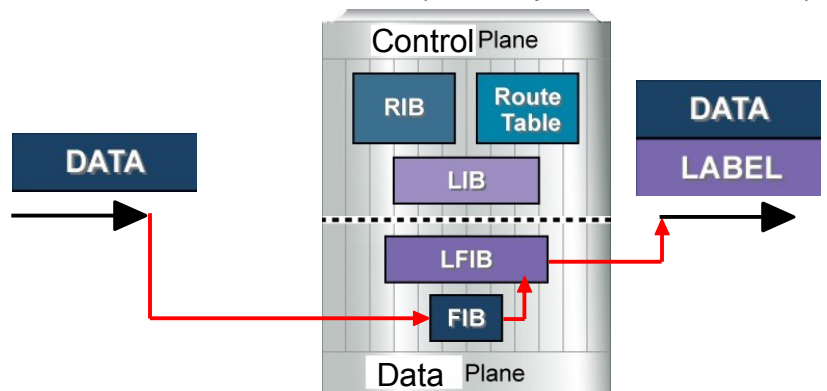 Control Plane
RIB
Route
Table
DATA
DATA
LABEL
LIB
LFIB
FIB
Data Plane